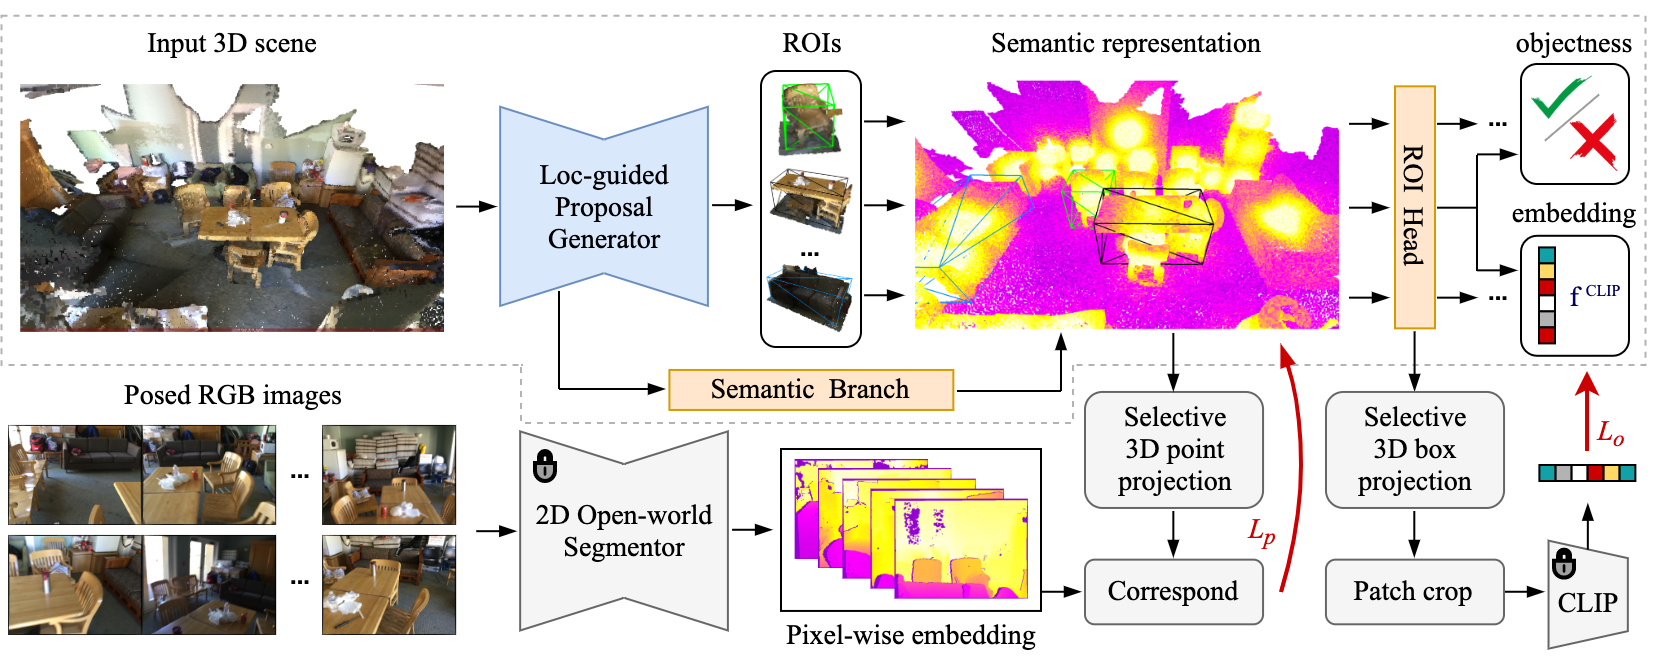 Input 3D scene
ROIs
Semantic representation
objectness
Loc-guided
Proposal
Generator
...
ROI Head
...
...
embedding
f CLIP
Semantic Branch
Posed RGB images
...
...
2D Open-world
Segmentor
Pixel-wise embedding
Selective
3D point
projection
Correspond
Lp
Selective
3D box
projection
Patch crop
CLIP
Lo